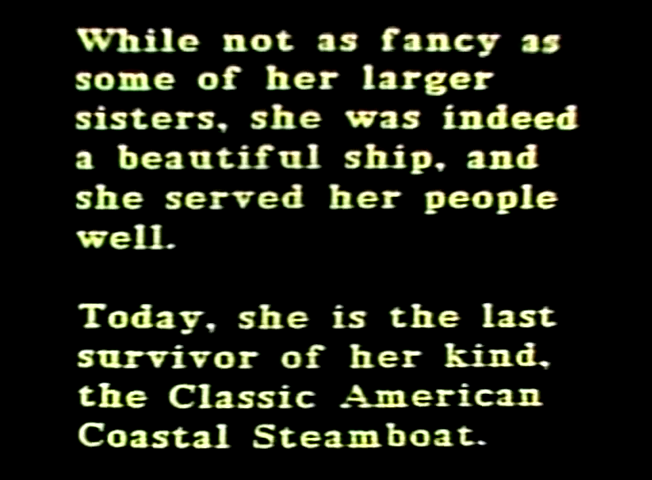 While not as fancy as
some of her larger
sisters, she was indeed
a beautiful ship, and
she served her people
well.
Today, she is the last
survivor of her kind,
the Classic American
Coastal Steamboat.